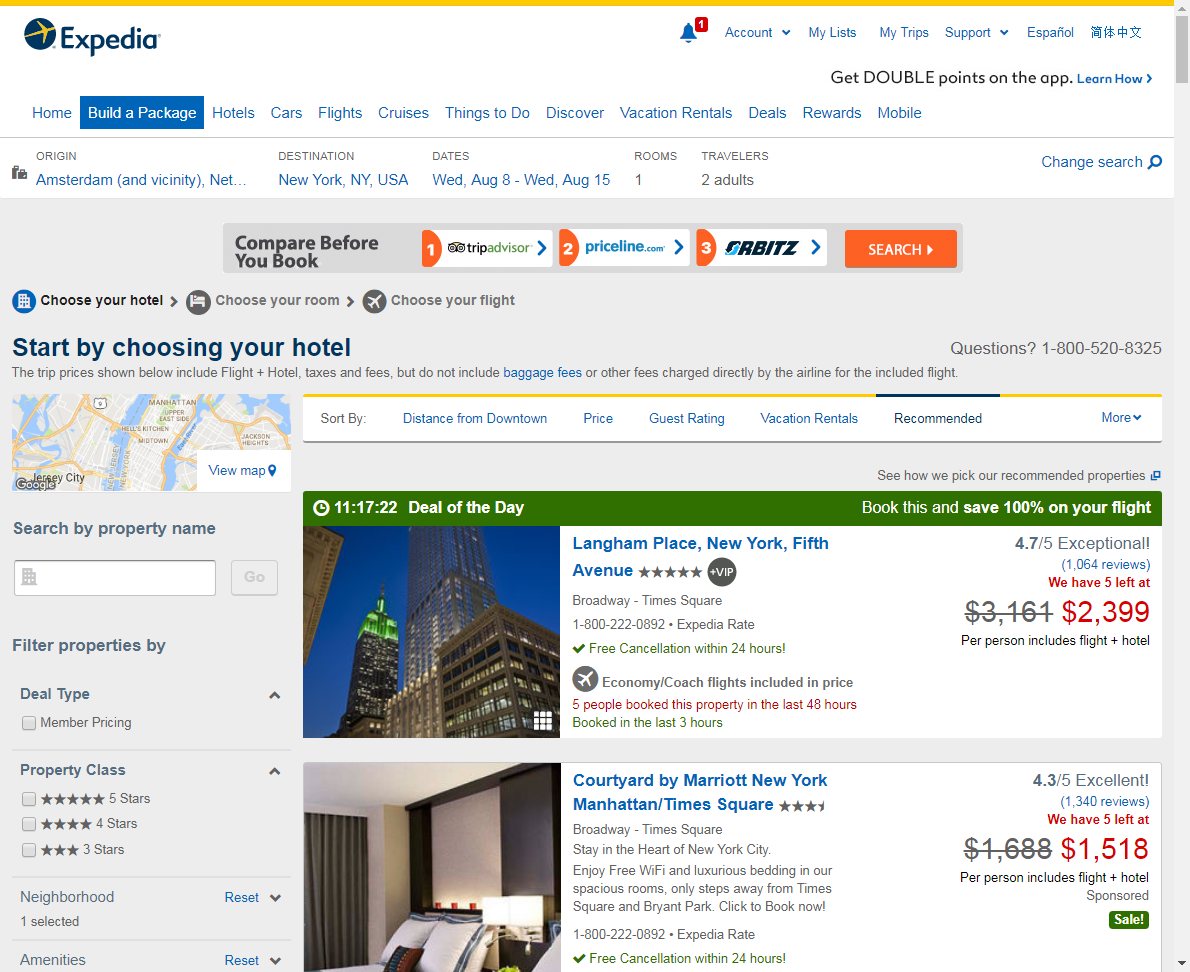 Expedia
1
Account
My Lists
My Trips
Support
Español
简体中文
Get DOUBLE points on the app. Learn How
Home
Build a Package
Hotels
Cars
Flights
Cruises
Things to Do
Discover
Vacation Rentals
Deals
Rewards
Mobile
ORIGIN
Amsterdam (and vicinity), Net...
DESTINATION
New York, NY, USA
DATES
Wed, Aug 8 - Wed, Aug 15
ROOMS
1
TRAVELERS
2 adults
Change search
Compare Before
You Book
1 tripadvisor
2 priceline.com
3 ORBITZ
SEARCH
Choose your hotel
Choose your room
Choose your flight
Start by choosing your hotel
Questions? 1-800-520-8325
The trip prices shown below include Flight + Hotel, taxes and fees, but do not include baggage fees or other fees charged directly by the airline for the included flight.
9
MANHATTAN
UPPER
EAST SIDE
HELL'S KITCHEN
MIDTOWN
JACKSON
HEIGHTS
NEW JERSEY
NEW YORK
East River
Jersey City
Google
View map
Sort By:
Distance from Downtown
Price
Guest Rating
Vacation Rentals
Recommended
More
See how we pick our recommended properties
Search by property name
Go
Filter properties by
Deal Type
Member Pricing
Property Class
5 Stars
4 Stars
3 Stars
Neighborhood
Reset
1 selected
Amenities
Reset
11:17:22 Deal of the Day
Book this and save 100% on your flight
Langham Place, New York, Fifth
Avenue
+VIP
Broadway - Times Square
1-800-222-0892 • Expedia Rate
Free Cancellation within 24 hours!
Economy/Coach flights included in price
5 people booked this property in the last 48 hours
Booked in the last 3 hours
4.7/5 Exceptional!
(1,064 reviews)
We have 5 left at
$3,161 $2,399
Per person includes flight + hotel
Courtyard by Marriott New York
Manhattan/Times Square
Broadway - Times Square
Stay in the Heart of New York City.
Enjoy Free WiFi and luxurious bedding in our
spacious rooms, only steps away from Times
Square and Bryant Park. Click to Book now!
1-800-222-0892 • Expedia Rate
Free Cancellation within 24 hours!
4.3/5 Excellent!
(1,340 reviews)
We have 5 left at
$1,688 $1,518
Per person includes flight + hotel
Sponsored
Sale!